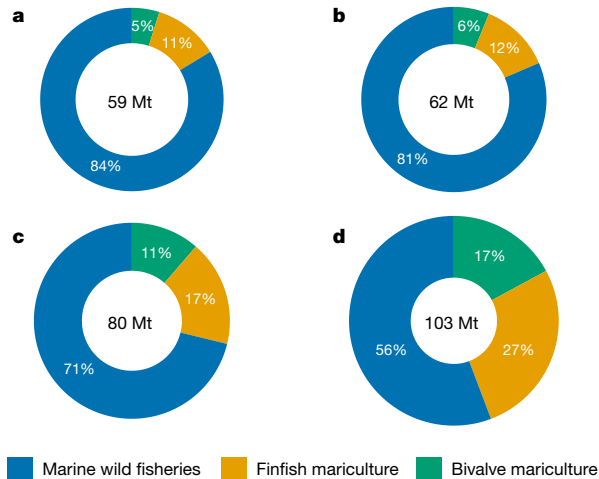 a
5%
11%
59 Mt
84%
b
6%
12%
62 Mt
81%
c
11%
17%
80 Mt
71%
d
17%
103 Mt
56%
27%
Marine wild fisheries
Finfish mariculture
Bivalve mariculture